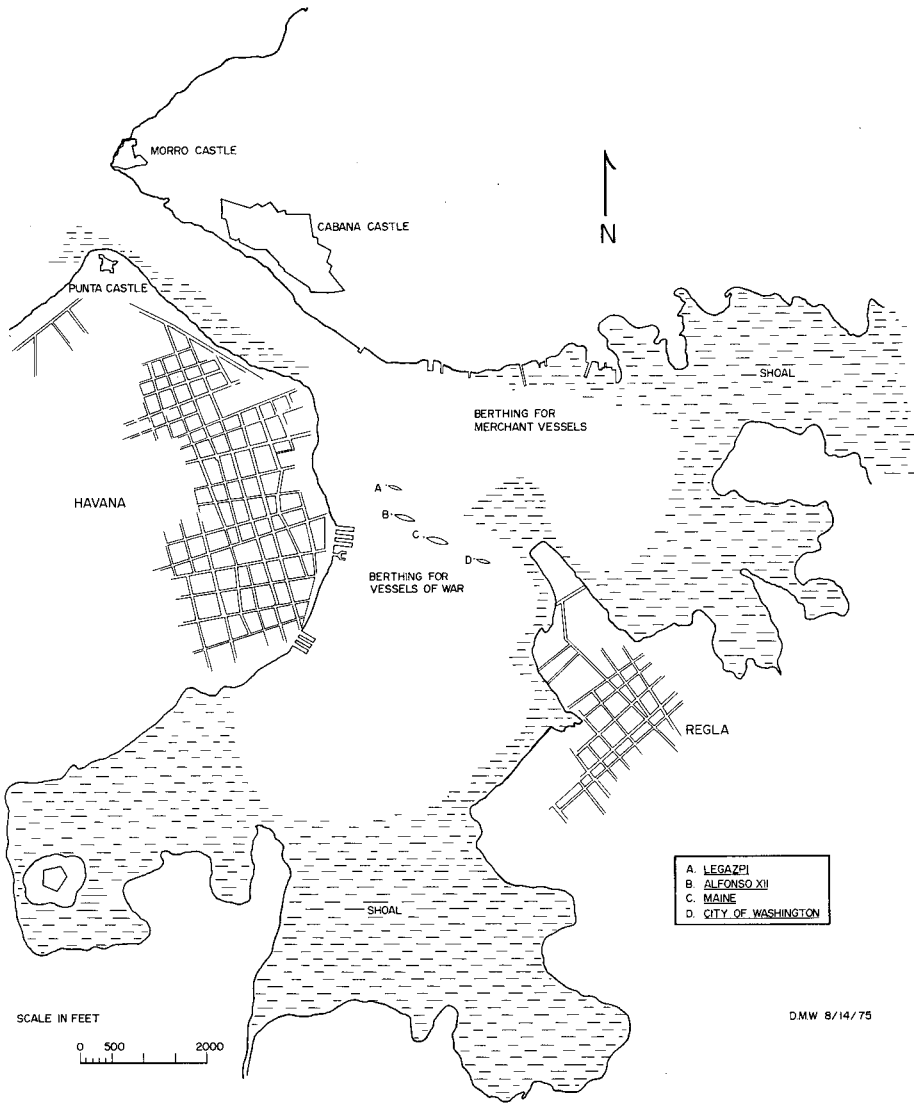 MORRO CASTLE
CABANA CASTLE
N
PUNTA CASTLE
SHOAL
BERTHING FOR
MERCHANT VESSELS
HAVANA
A
B
C
D
BERTHING FOR
VESSELS OF WAR
REGLA
A. LEGAZPI
B. ALFONSO XII
C. MAINE
D. CITY OF WASHINGTON
SHOAL
SCALE IN FEET
0 500 2000
D.M.W 8/14/75